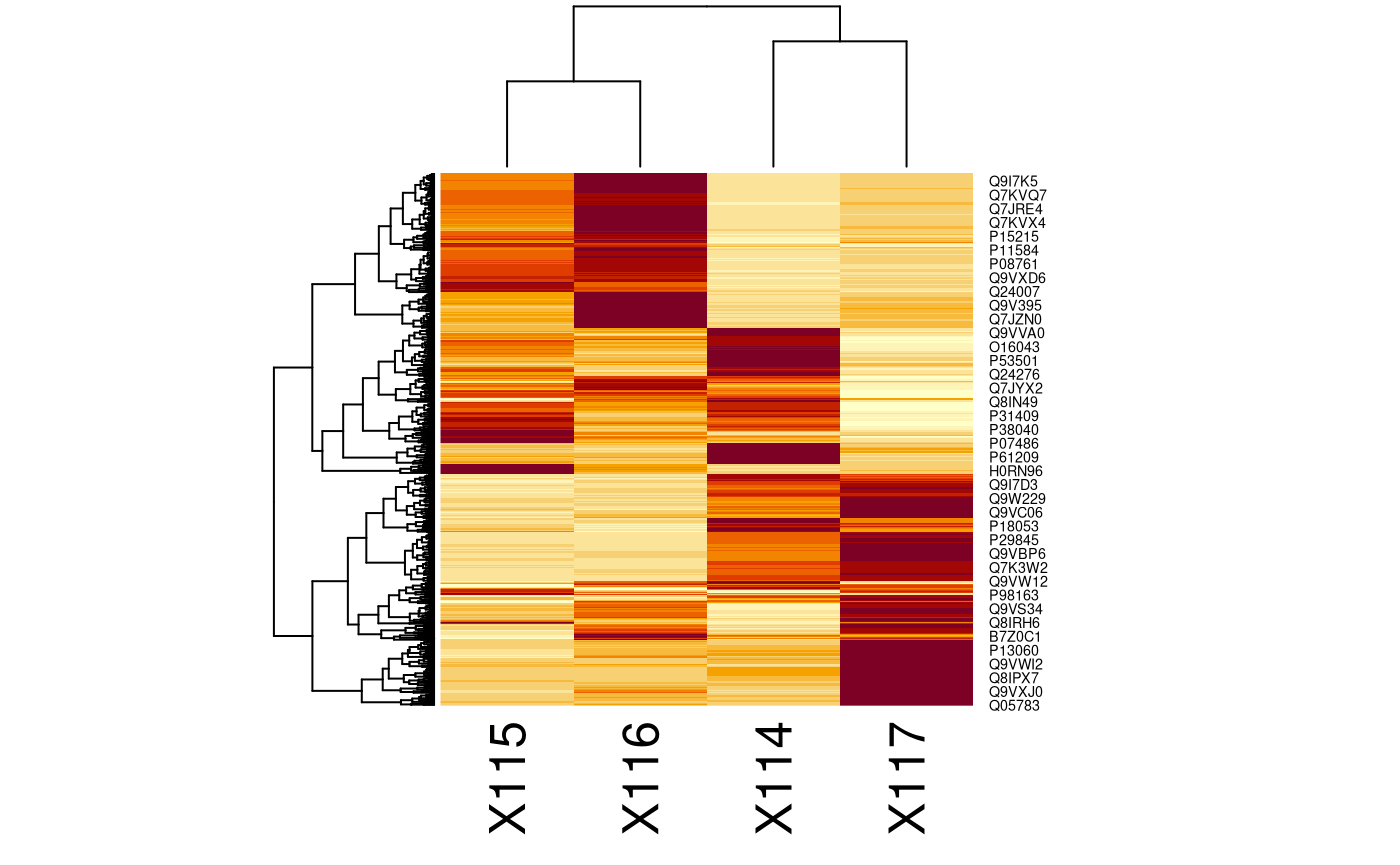 Q9I7K5
Q7KVQ7
Q7JRE4
Q7KVX4
P15215
P11584
P08761
Q9VXD6
Q24007
Q9V395
Q7JZN0
Q9VVA0
O16043
P53501
Q24276
Q7JYX2
Q8IN49
P31409
P38040
P07486
P61209
H0RN96
Q9I7D3
Q9W229
Q9VC06
P18053
P29845
Q9VBP6
Q7K3W2
Q9VW12
P98163
Q9VS34
Q8IRH6
B7Z0C1
P13060
Q9VWI2
Q8IPX7
Q9VXJ0
Q05783
X115
X116
X114
X117